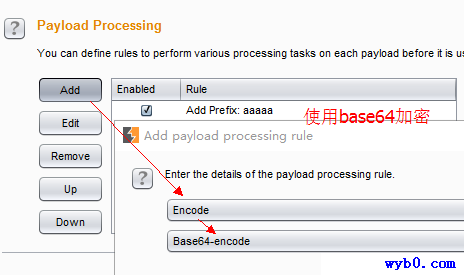 Payload Processing
You can define rules to perform various processing tasks on each payload before it is us
Add
Enabled
Rule
Add Prefix: aaaaa
使用base64加密
Edit
Add payload processing rule
Remove
Enter the details of the payload processing rule.
Up
Encode
Down
Base64-encode
wyb0.com